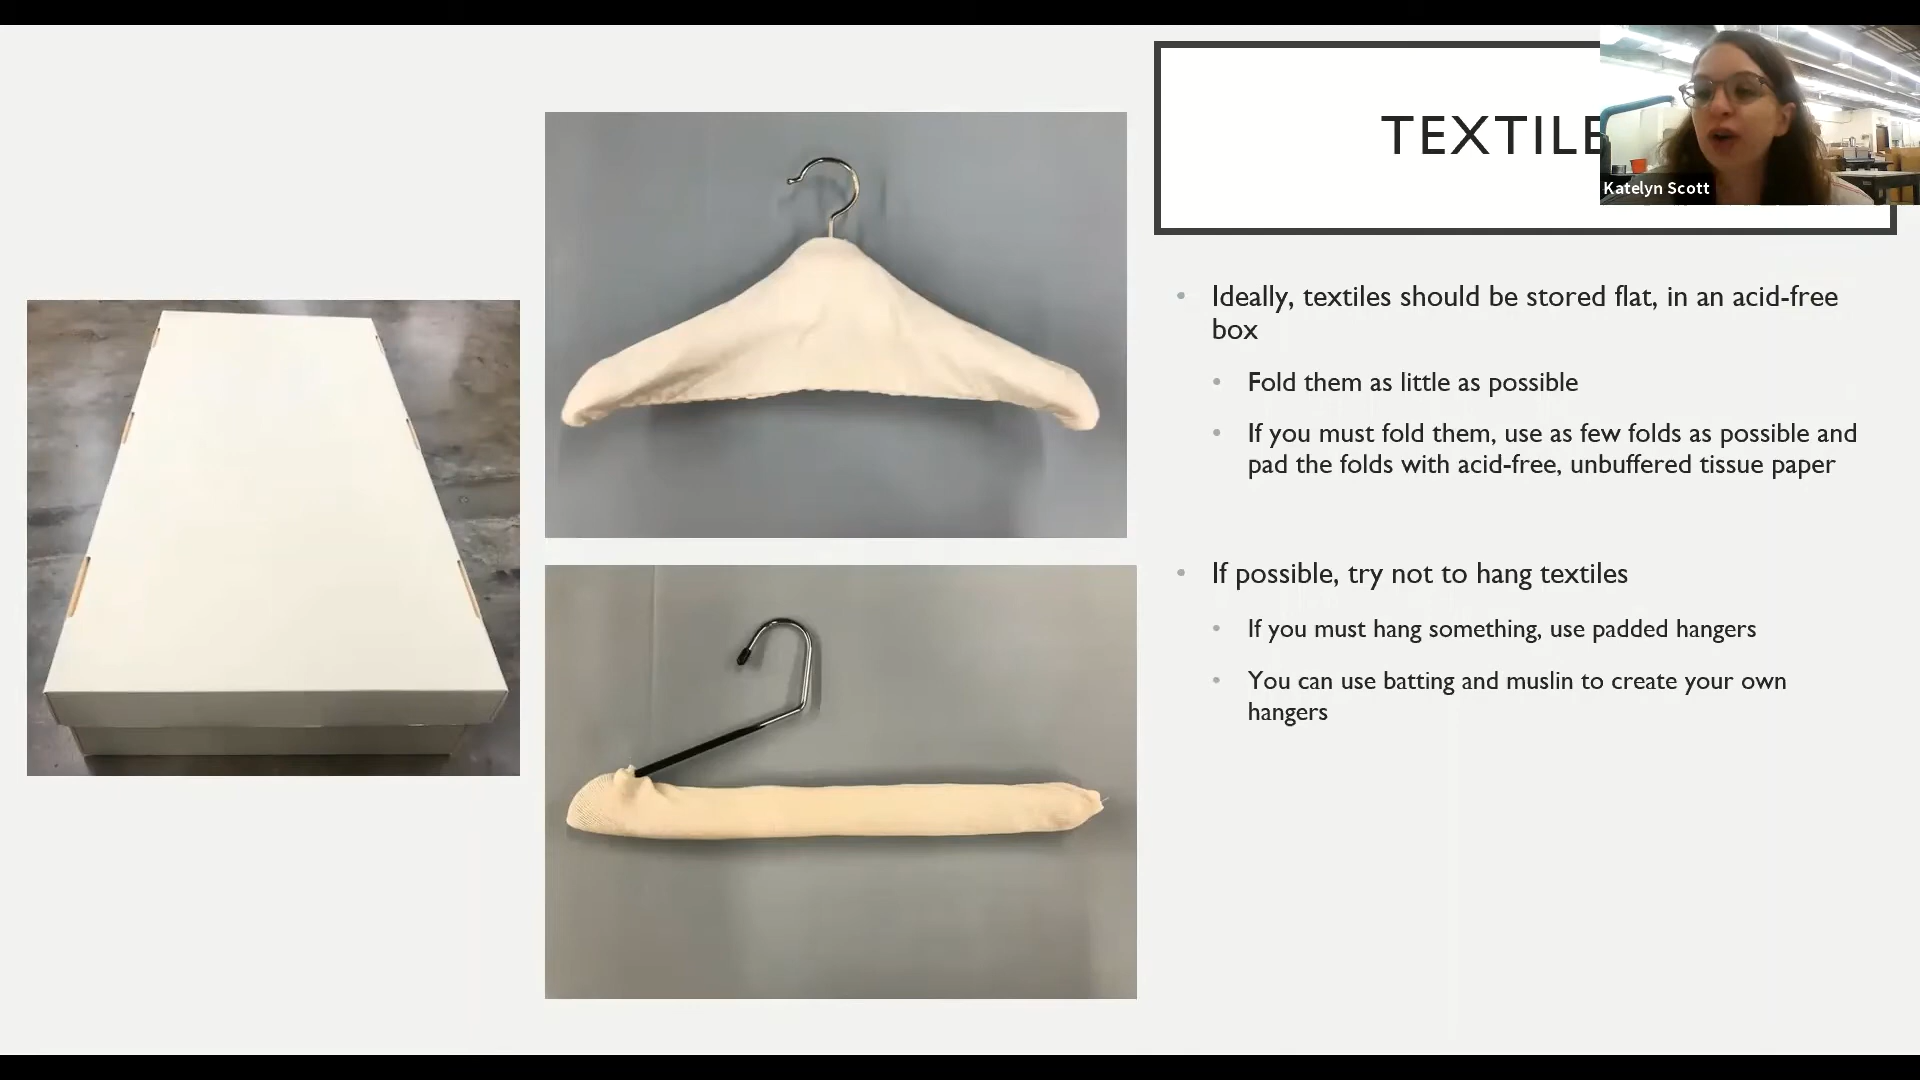 TEXTILE
Katelyn Scott
• Ideally, textiles should be stored flat, in an acid-free
box
• Fold them as little as possible
• If you must fold them, use as few folds as possible and
pad the folds with acid-free, unbuffered tissue paper
• If possible, try not to hang textiles
• If you must hang something, use padded hangers
• You can use batting and muslin to create your own
hangers